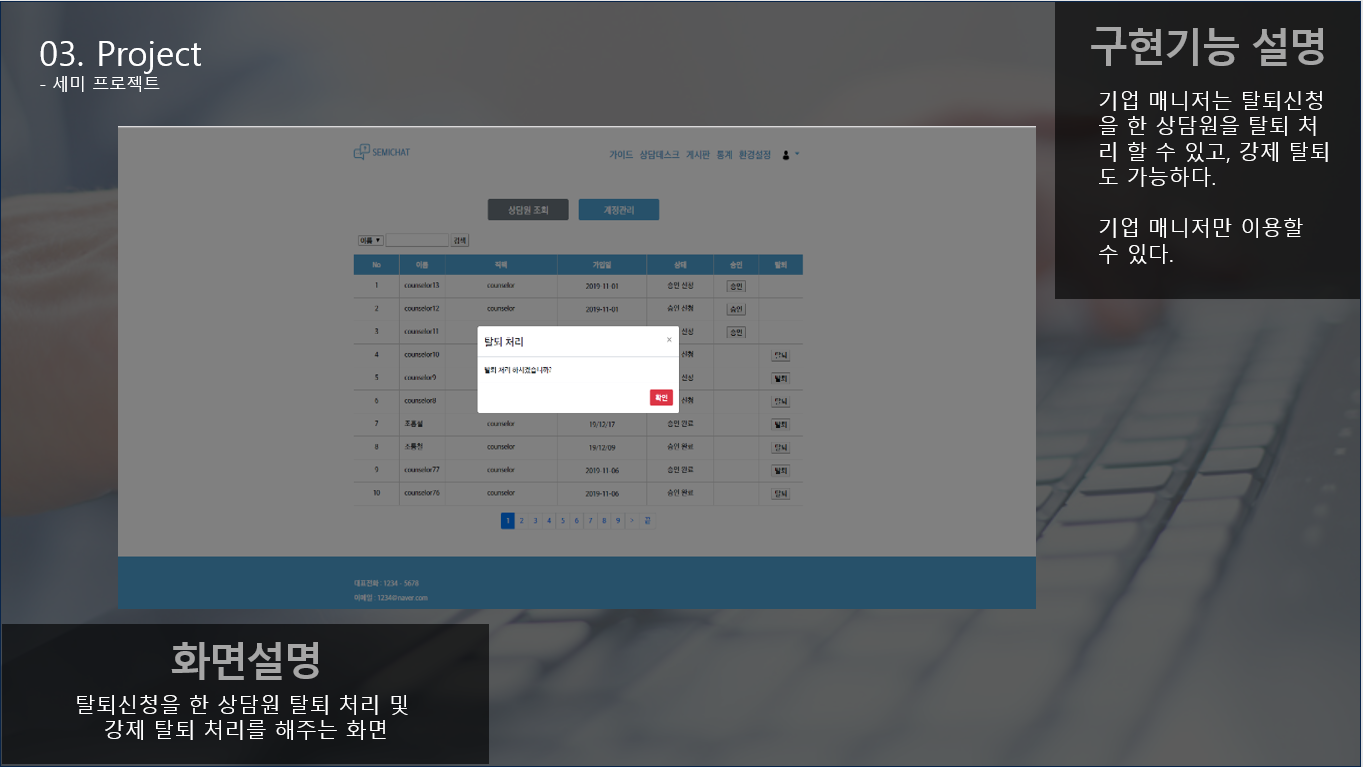 03. Project
- 세미 프로젝트
구현기능 설명
기업 매니저는 탈퇴신청
을 한 상담원을 탈퇴 처
리 할 수 있고, 강제 탈퇴
도 가능하다.
기업 매니저만 이용할
수 있다.
SEMICHAT
가이드 상담데스크 게시판 통계 환경설정
상담원 조회 계정관리
이름 검색
No 이름 직책 가입일 상태 승인 탈퇴
1 counselor13 counselor 2019-11-01 승인 신청 승인
2 counselor12 counselor 2019-11-01 승인 신청 승인
3 counselor11 신청 승인
4 counselor10 신청 탈퇴
5 counselor9 신청 탈퇴
6 counselor8 신청 탈퇴
7 counselor 19/12/17 승인 완료 탈퇴
8 counselor 19/12/09 승인 완료 탈퇴
9 counselor77 counselor 2019-11-06 승인 완료 탈퇴
10 counselor76 counselor 2019-11-06 승인 완료 탈퇴
탈퇴 처리 ×
탈퇴 처리 하시겠습니까?
확인
1 2 3 4 5 6 7 8 9 > 끝
대표전화 : 1234 - 5678
이메일 : 1234@naver.com
화면설명
탈퇴신청을 한 상담원 탈퇴 처리 및
강제 탈퇴 처리를 해주는 화면